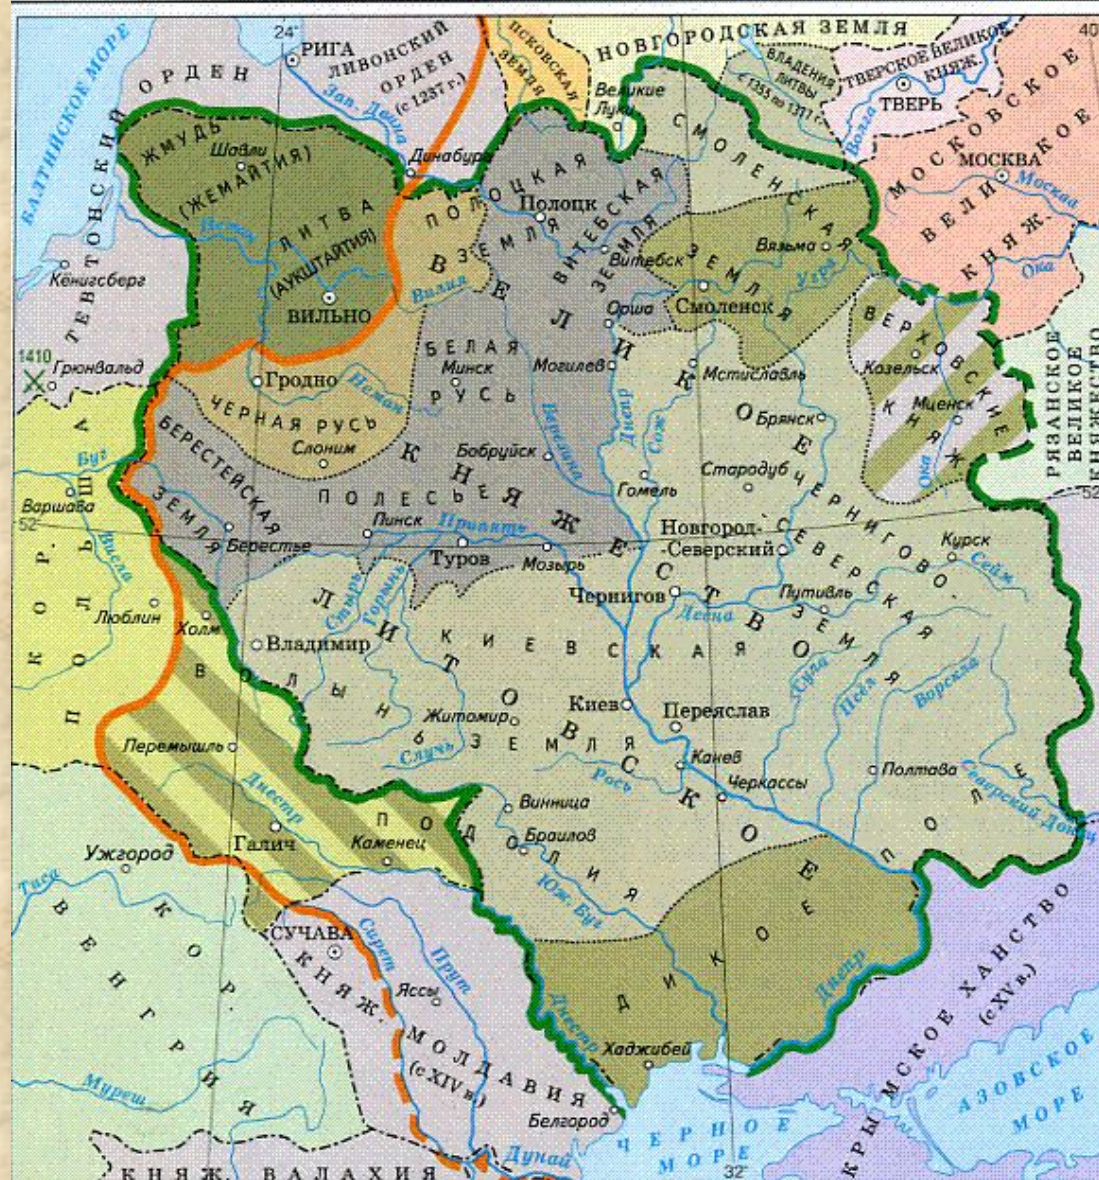 24°
40
РИГА
ЛИВОНСКИЙ
ОРДЕН
(с 1237 г.)
ПСКОВСКАЯ
ЗЕМЛЯ
НОВГОРОДСКАЯ ЗЕМЛЯ
ВЛАДЕНИЯ
ЛИТВЫ
ТВЕРСКОЕ ВЕЛИКОЕ
КНЯЖ.
ТВЕРЬ
Волга
МОСКОВСКОЕ
ВЕЛИКОЕ
КНЯЖ.
МОСКОВСКОЕ
МОСКВА
Москва
Ока
БАЛТИЙСКОЕ МОРЕ
ТЕВТОНСКИЙ ОРДЕН
Зап. Двина
Великие
Луки
ЖМУДЬ
(ЖЕМАЙТИЯ)
Шавли
Динабург
СМОЛЕНСКАЯ
ЗЕМЛЯ
ПОЛОЦКАЯ
ЗЕМЛЯ
Полоцк
ВИТЕБСКАЯ
ЗЕМЛЯ
Витебск
Вязьма
Угра
Неман
ЛИТВА
(АУКШТАЙТИЯ)
ВИЛЬНО
Вилия
Кёнигсберг
Орша
Смоленск
ВЕРХОВСКИЕ
КНЯЖ.
Козельск
Мценск
Ока
РЯЗАНСКОЕ
ВЕЛИКОЕ
КНЯЖЕСТВО
1410
Грюнвальд
Гродно
Неман
БЕЛАЯ
РУСЬ
Минск
Могилев
Мстиславль
Днепр
Сож
Брянск
ЧЕРНАЯ РУСЬ
Слоним
Березина
Бобруйск
Гомель
Стародуб
БЕРЕСТЕЙСКАЯ
ЗЕМЛЯ
ПОЛЕСЬЕ
Буг
Варшава
Висла
52
52
Берестье
Пинск
Припять
Туров
Мозырь
Новгород-
-Северский
ЧЕРНИГОВО-
-СЕВЕРСКАЯ
ЗЕМЛЯ
Курск
Сейм
Чернигов
Десна
Путивль
КОР. ПОЛЬША
Люблин
Холм
Владимир
Стырь
Горынь
ВЕЛИКОЕ КНЯЖЕСТВО
ЛИТОВСКОЕ
КИЕВСКАЯ
ЗЕМЛЯ
ВОЛЫНЬ
Сула
Псёл
Ворскла
Киев
Переяслав
Житомир
Случь
Рось
Канев
Черкассы
Полтава
Северский Донец
Перемышль
Днестр
Галич
Каменец
ПОДОЛИЯ
Винница
Браилов
Юж. Буг
ДИКОЕ
ПОЛЕ
Ужгород
Тиса
КОР.
ВЕНГРИЯ
Муреш
СУЧАВА
КНЯЖ.
МОЛДАВИЯ
(с XIV в.)
Сирет
Прут
Яссы
Днестр
Хаджибей
Днепр
Белгород
КРЫМСКОЕ ХАНСТВО
(с XV в.)
АЗОВСКОЕ
МОРЕ
ЧЕРНОЕ
МОРЕ
32°
Дунай
КНЯЖ. ВАЛАХИЯ